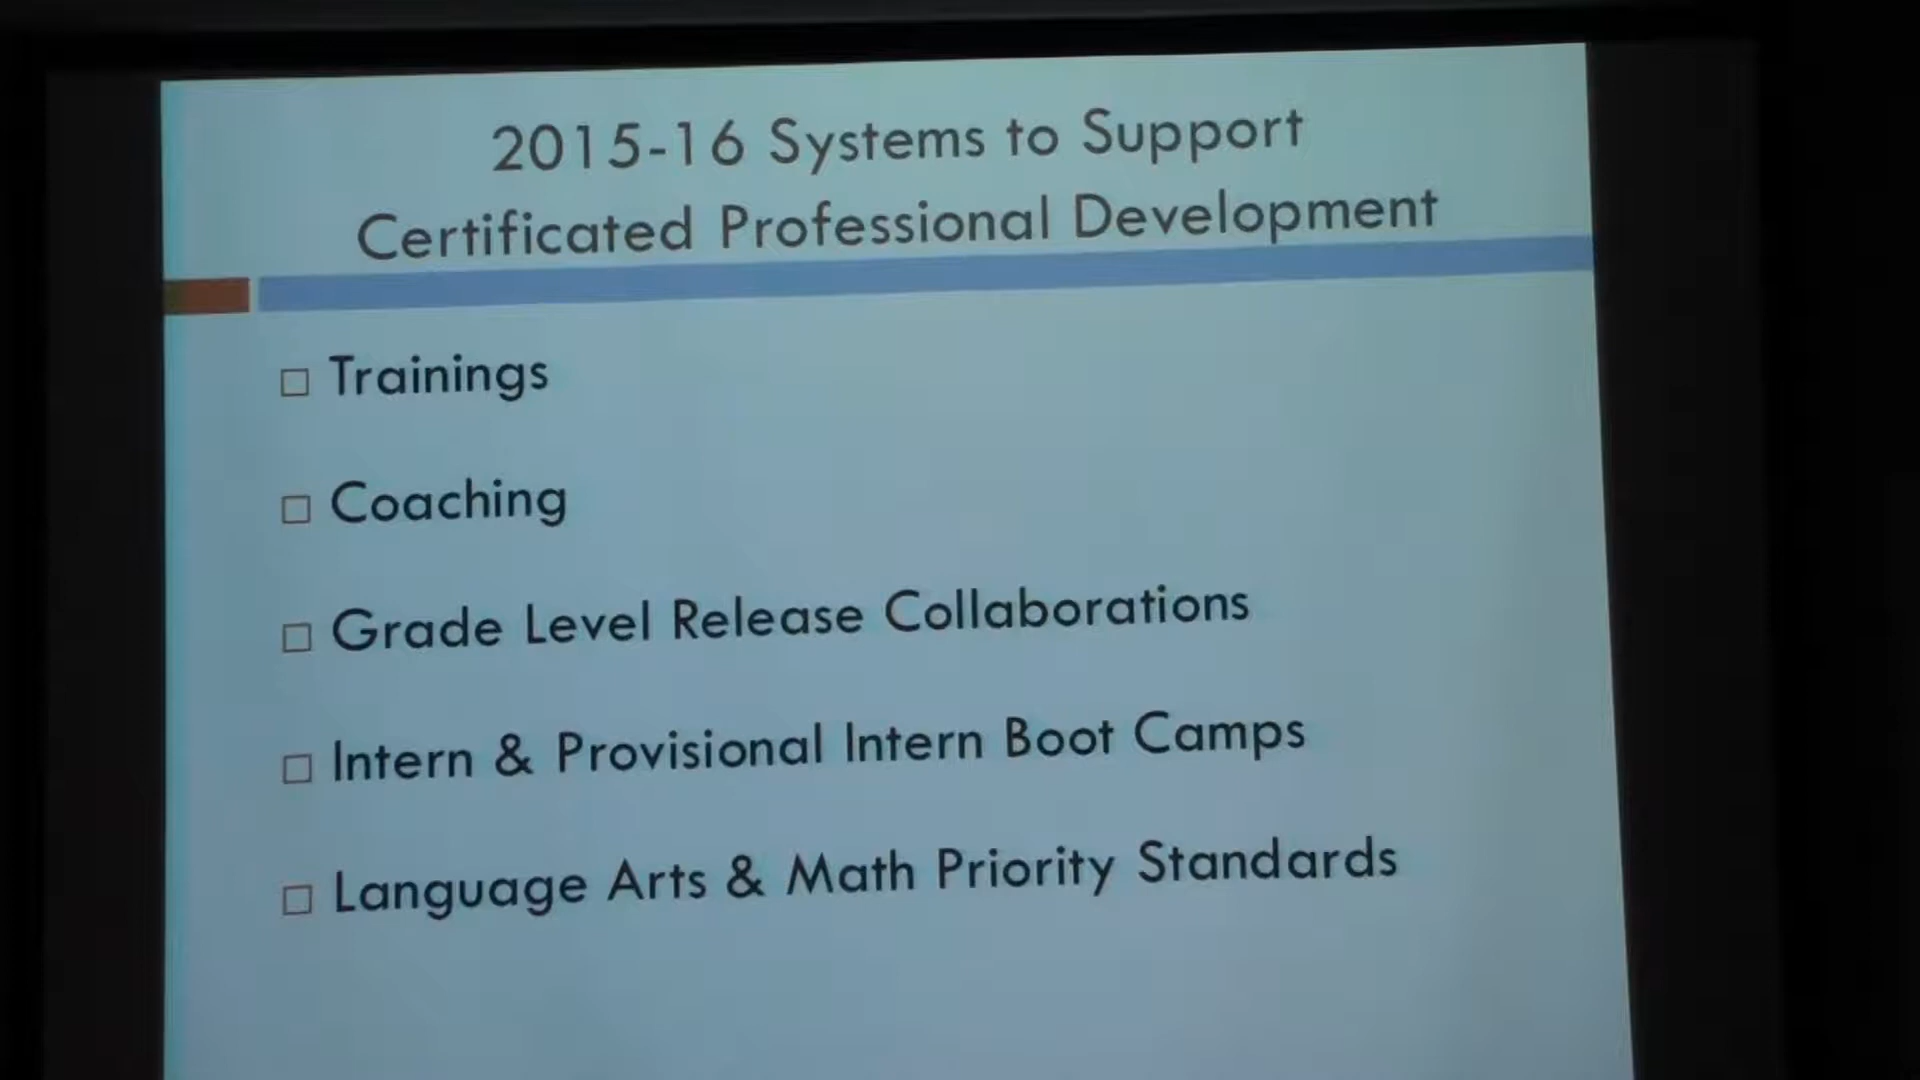 2015-16 Systems to Support
Certificated Professional Development
Trainings
Coaching
Grade Level Release Collaborations
Intern & Provisional Intern Boot Camps
Language Arts & Math Priority Standards